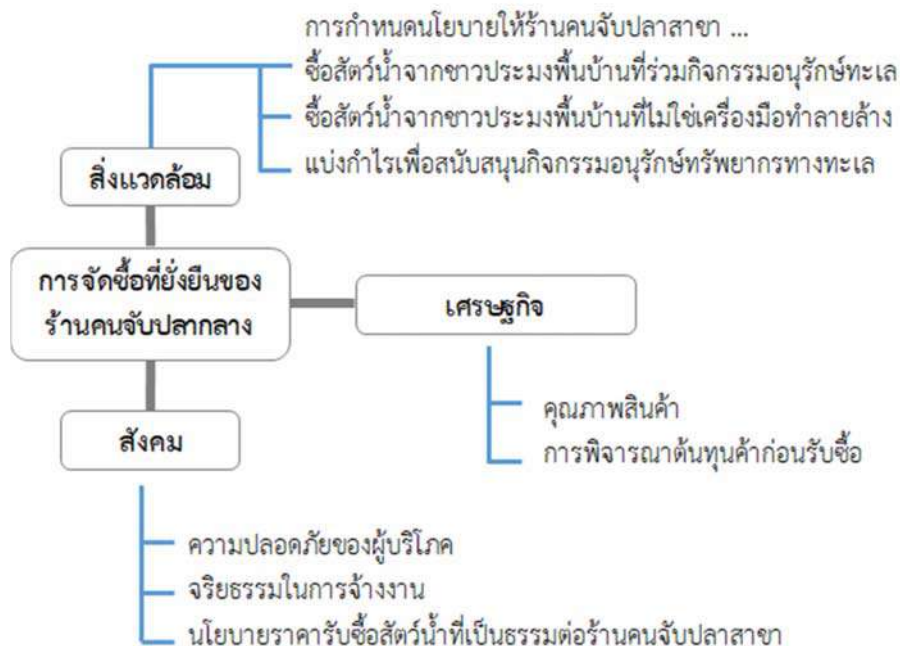 การกำหนดนโยบายให้ร้านคนจับปลาสาขา ...
ซื้อสัตว์น้ำจากชาวประมงพื้นบ้านที่ร่วมกิจกรรมอนุรักษ์ทะเล
ซื้อสัตว์น้ำจากชาวประมงพื้นบ้านที่ไม่ใช่เครื่องมือทำลายล้าง
แบ่งกำไรเพื่อสนับสนุนกิจกรรมอนุรักษ์ทรัพยากรทางทะเล
สิ่งแวดล้อม
การจัดซื้อที่ยั่งยืนของ
ร้านคนจับปลากลาง
เศรษฐกิจ
คุณภาพสินค้า
การพิจารณาต้นทุนค้าก่อนรับซื้อ
สังคม
ความปลอดภัยของผู้บริโภค
จริยธรรมในการจ้างงาน
นโยบายราคารับซื้อสัตว์น้ำที่เป็นธรรมต่อร้านคนจับปลาสาขา